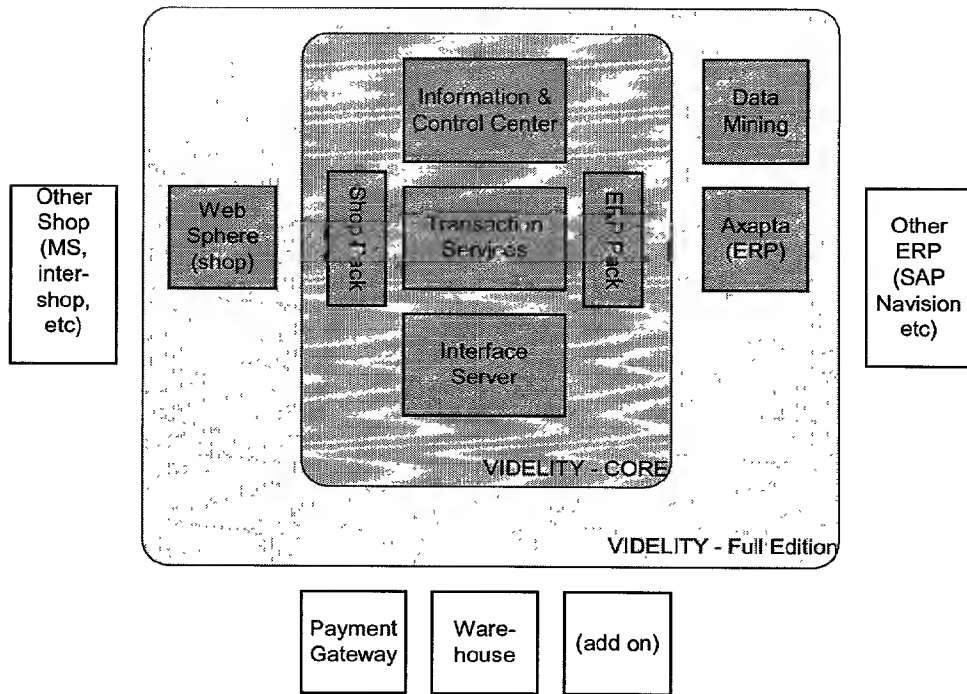 Information &
Control Center
Data
Mining
Other
Shop
(MS,
inter-
shop,
etc)
Web
Sphere
(shop)
Shop Pack
Transaction
Services
ERP Pack
Axapta
(ERP)
Other
ERP
(SAP
Navision
etc)
Interface
Server
VIDELITY - CORE
VIDELITY - Full Edition
Payment
Gateway
Ware-
house
(add on)